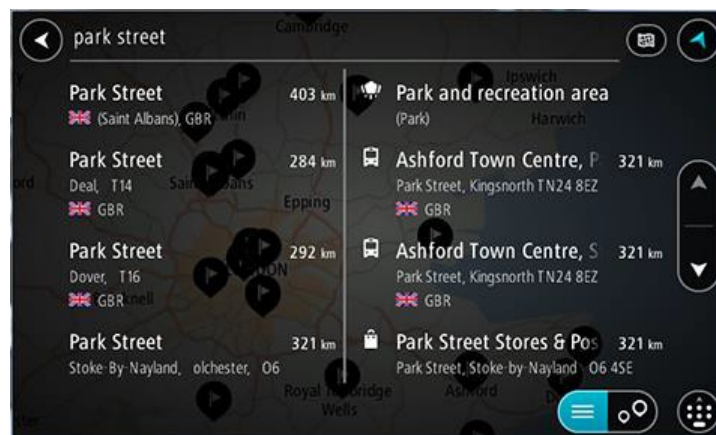 park street
Park Street 403 km
(Saint Albans), GBR
Park Street 284 km
Deal, T14
GBR
Park Street 292 km
Dover, T16
GBR
Park Street 321 km
Stoke-By-Nayland, olchester, O6
Park and recreation area
(Park)
Ashford Town Centre, P 321 km
Park Street, Kingsnorth TN24 8EZ
GBR
Ashford Town Centre, S 321 km
Park Street, Kingsnorth TN24 8EZ
GBR
Park Street Stores & Pos 321 km
Park Street, Stoke-by-Nayland O6 4SE
Cambridge
Ipswich
Harwich
Epping
Ashford
Wells